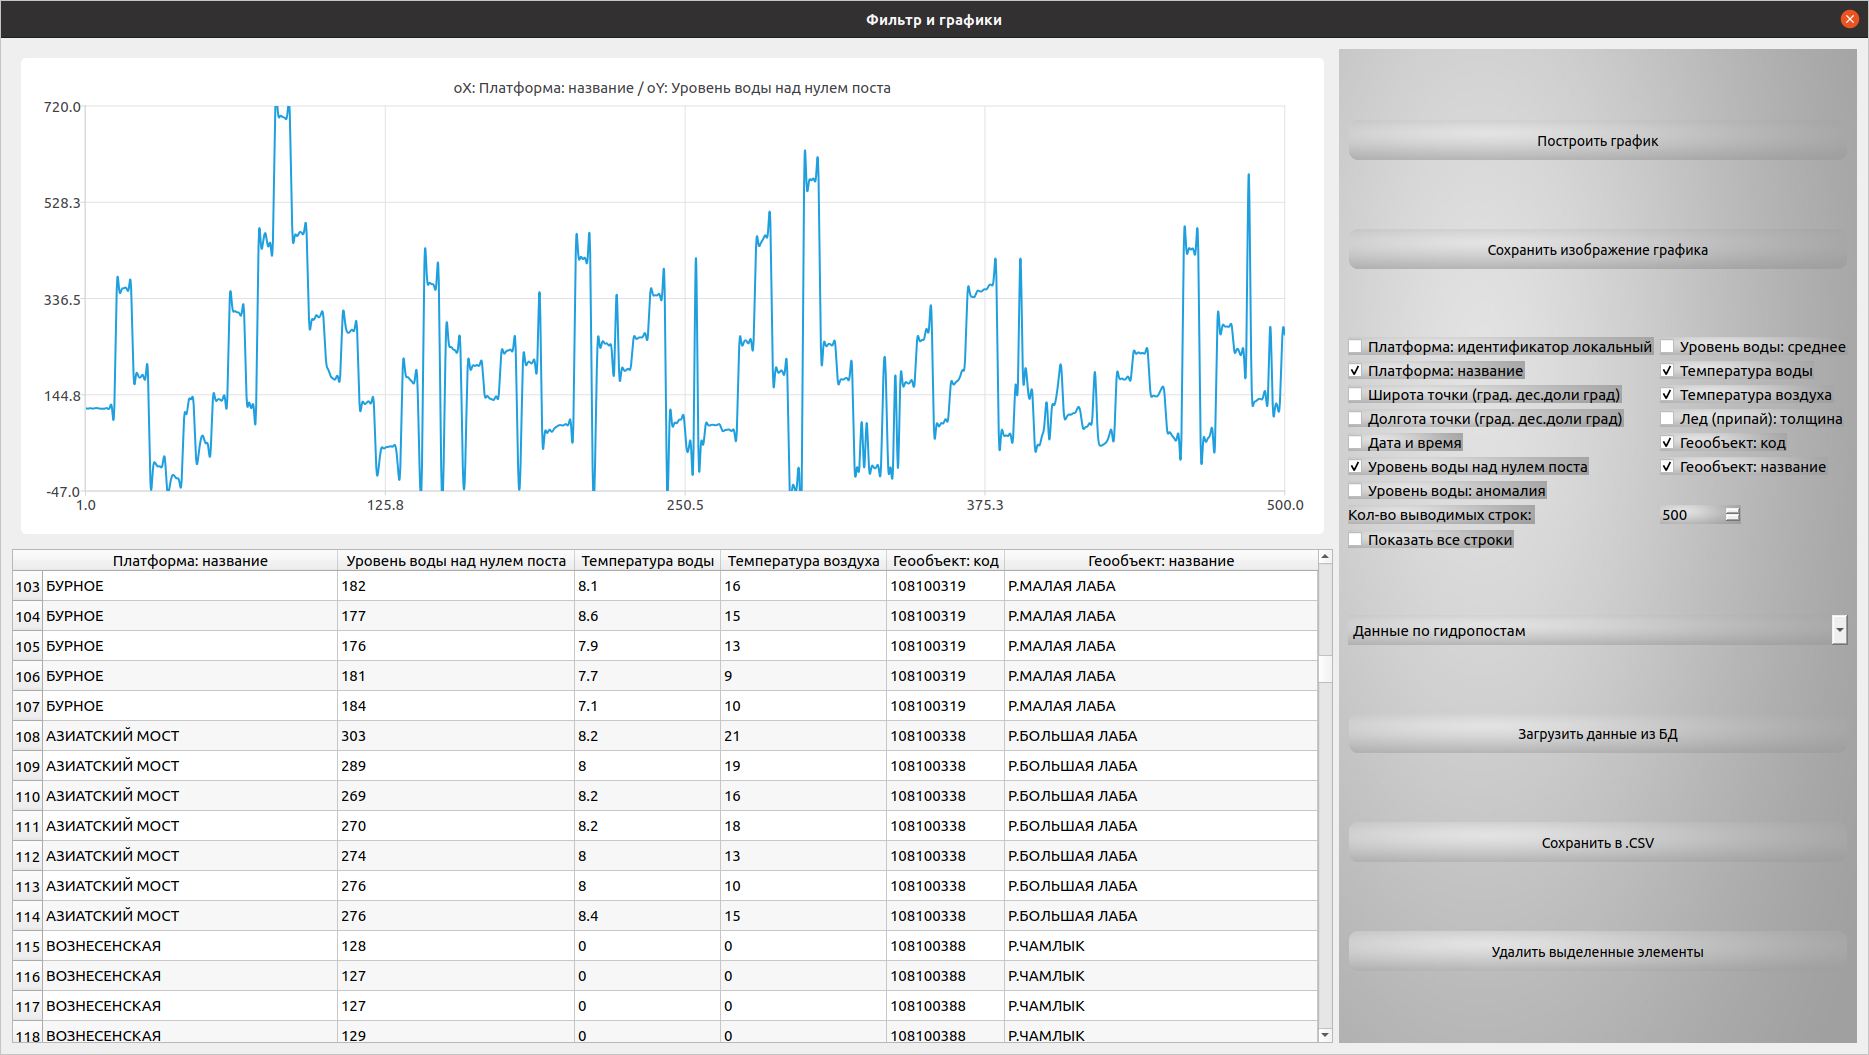 Фильтр и графики
оХ: Платформа: название / оY: Уровень воды над нулем поста
720.0
528.3
336.5
144.8
-47.0
1.0 125.8 250.5 375.3 500.0
Платформа: название Уровень воды над нулем поста Температура воды Температура воздуха Геообъект: код Геообъект: название
103 БУРНОЕ 182 8.1 16 108100319 Р.МАЛАЯ ЛАБА
104 БУРНОЕ 177 8.6 15 108100319 Р.МАЛАЯ ЛАБА
105 БУРНОЕ 176 7.9 13 108100319 Р.МАЛАЯ ЛАБА
106 БУРНОЕ 181 7.7 9 108100319 Р.МАЛАЯ ЛАБА
107 БУРНОЕ 184 7.1 10 108100319 Р.МАЛАЯ ЛАБА
108 АЗИАТСКИЙ МОСТ 303 8.2 21 108100338 Р.БОЛЬШАЯ ЛАБА
109 АЗИАТСКИЙ МОСТ 289 8 19 108100338 Р.БОЛЬШАЯ ЛАБА
110 АЗИАТСКИЙ МОСТ 269 8.2 16 108100338 Р.БОЛЬШАЯ ЛАБА
111 АЗИАТСКИЙ МОСТ 270 8.2 18 108100338 Р.БОЛЬШАЯ ЛАБА
112 АЗИАТСКИЙ МОСТ 274 8 13 108100338 Р.БОЛЬШАЯ ЛАБА
113 АЗИАТСКИЙ МОСТ 276 8 10 108100338 Р.БОЛЬШАЯ ЛАБА
114 АЗИАТСКИЙ МОСТ 276 8.4 15 108100338 Р.БОЛЬШАЯ ЛАБА
115 ВОЗНЕСЕНСКАЯ 128 0 0 108100388 Р.ЧАМЛЫК
116 ВОЗНЕСЕНСКАЯ 127 0 0 108100388 Р.ЧАМЛЫК
117 ВОЗНЕСЕНСКАЯ 127 0 0 108100388 Р.ЧАМЛЫК
118 ВОЗНЕСЕНСКАЯ 129 0 0 108100388 Р.ЧАМЛЫК
Построить график
Сохранить изображение графика
Платформа: идентификатор локальный Уровень воды: среднее
Платформа: название Температура воды
Широта точки (град. дес.доли град) Температура воздуха
Долгота точки (град. дес.доли град) Лед (припай): толщина
Дата и время Геообъект: код
Уровень воды над нулем поста Геообъект: название
Уровень воды: аномалия
Кол-во выводимых строк: 500
Показать все строки
Данные по гидропостам
Загрузить данные из БД
Сохранить в .CSV
Удалить выделенные элементы